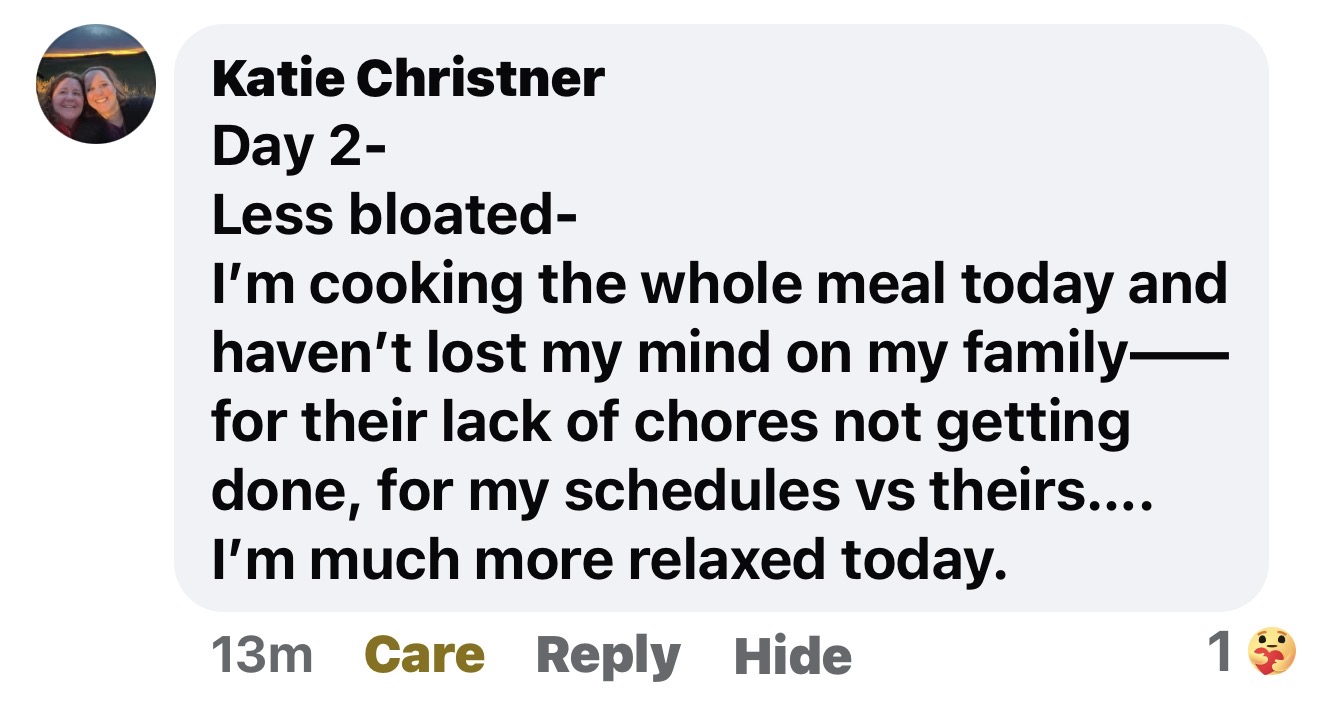 Katie Christner
Day 2-
Less bloated-
I’m cooking the whole meal today and
haven’t lost my mind on my family——
for their lack of chores not getting
done, for my schedules vs theirs....
I’m much more relaxed today.
13m Care Reply Hide 1